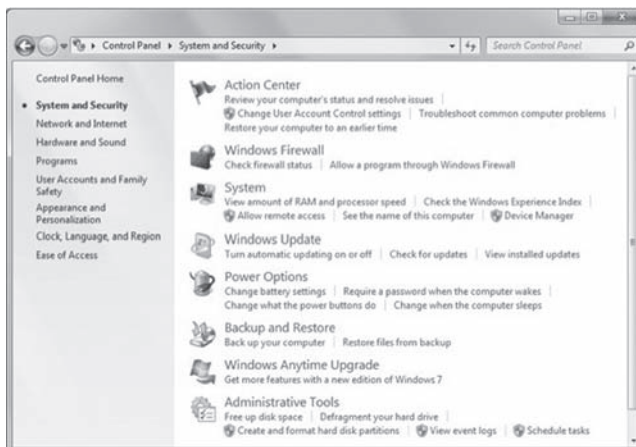 Control Panel ▸ System and Security ▸
Search Control Panel
Control Panel Home
System and Security
Network and Internet
Hardware and Sound
Programs
User Accounts and Family
Safety
Appearance and
Personalization
Clock, Language, and Region
Ease of Access
Action Center
Review your computer's status and resolve issues
Change User Account Control settings | Troubleshoot common computer problems
Restore your computer to an earlier time
Windows Firewall
Check firewall status | Allow a program through Windows Firewall
System
View amount of RAM and processor speed | Check the Windows Experience Index
Allow remote access | See the name of this computer | Device Manager
Windows Update
Turn automatic updating on or off | Check for updates | View installed updates
Power Options
Change battery settings | Require a password when the computer wakes
Change what the power buttons do | Change when the computer sleeps
Backup and Restore
Back up your computer | Restore files from backup
Windows Anytime Upgrade
Get more features with a new edition of Windows 7
Administrative Tools
Free up disk space | Defragment your hard drive
Create and format hard disk partitions | View event logs | Schedule tasks